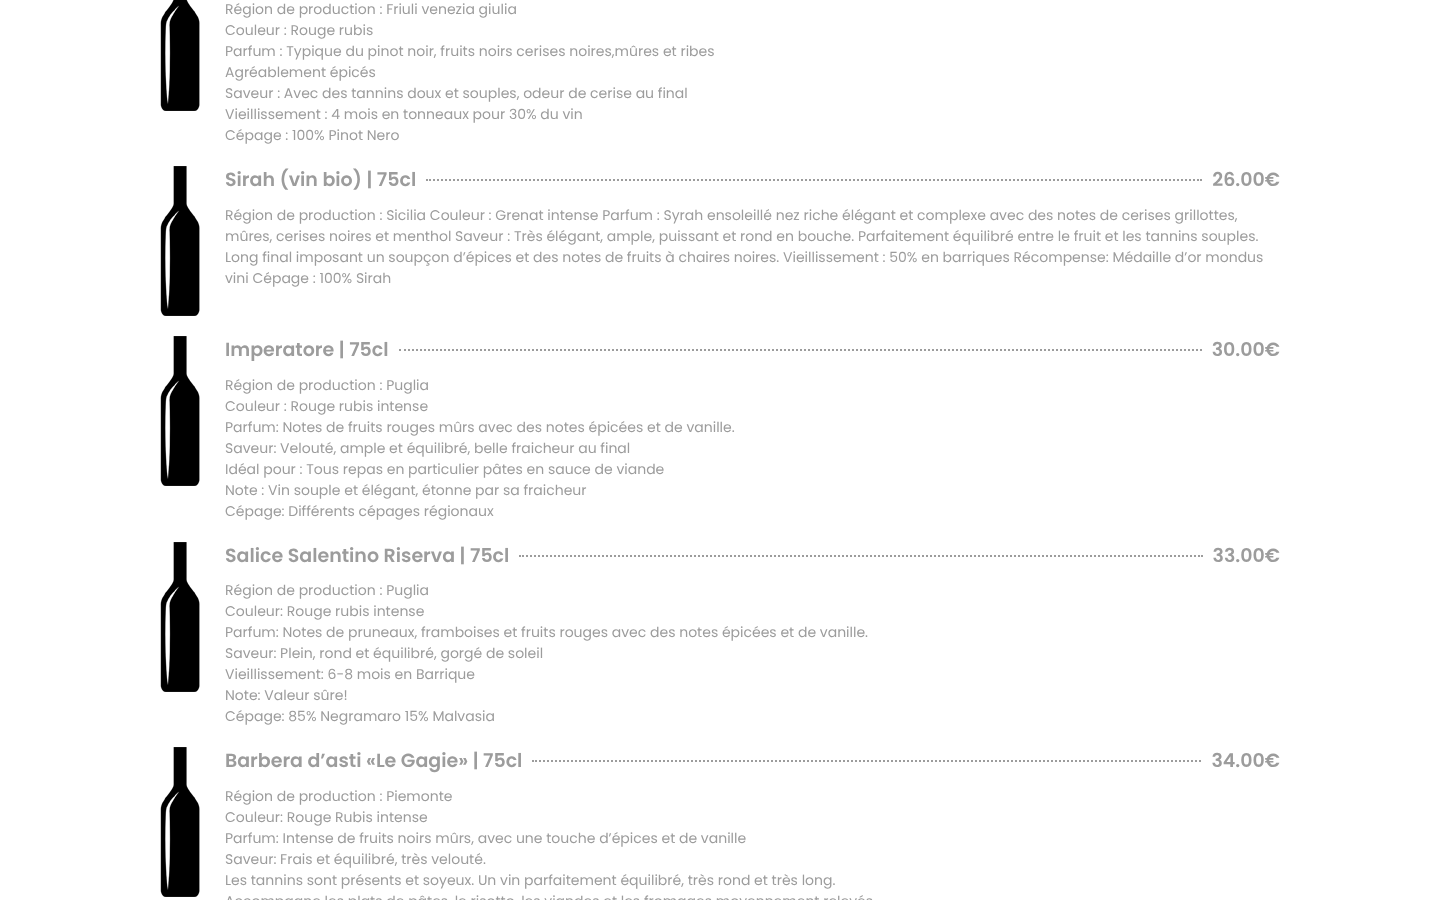 Région de production : Friuli venezia giulia
Couleur : Rouge rubis
Parfum : Typique du pinot noir, fruits noirs cerises noires,mûres et ribes
Agréablement épicés
Saveur : Avec des tannins doux et souples, odeur de cerise au final
Vieillissement : 4 mois en tonneaux pour 30% du vin
Cépage : 100% Pinot Nero
Sirah (vin bio) | 75cl 26.00€
Région de production : Sicilia Couleur : Grenat intense Parfum : Syrah ensoleillé nez riche élégant et complexe avec des notes de cerises grillottes,
mûres, cerises noires et menthol Saveur : Très élégant, ample, puissant et rond en bouche. Parfaitement équilibré entre le fruit et les tannins souples.
Long final imposant un soupçon d’épices et des notes de fruits à chaires noires. Vieillissement : 50% en barriques Récompense: Médaille d’or mondus
vini Cépage : 100% Sirah
Imperatore | 75cl 30.00€
Région de production : Puglia
Couleur : Rouge rubis intense
Parfum: Notes de fruits rouges mûrs avec des notes épicées et de vanille.
Saveur: Velouté, ample et équilibré, belle fraicheur au final
Idéal pour : Tous repas en particulier pâtes en sauce de viande
Note : Vin souple et élégant, étonne par sa fraicheur
Cépage: Différents cépages régionaux
Salice Salentino Riserva | 75cl 33.00€
Région de production : Puglia
Couleur: Rouge rubis intense
Parfum: Notes de pruneaux, framboises et fruits rouges avec des notes épicées et de vanille.
Saveur: Plein, rond et équilibré, gorgé de soleil
Vieillissement: 6-8 mois en Barrique
Note: Valeur sûre!
Cépage: 85% Negramaro 15% Malvasia
Barbera d’asti «Le Gagie» | 75cl 34.00€
Région de production : Piemonte
Couleur: Rouge Rubis intense
Parfum: Intense de fruits noirs mûrs, avec une touche d’épices et de vanille
Saveur: Frais et équilibré, très velouté.
Les tannins sont présents et soyeux. Un vin parfaitement équilibré, très rond et très long.
Accompagne les plats de pâtes, le risotto, les viandes et les fromages moyennement relevés